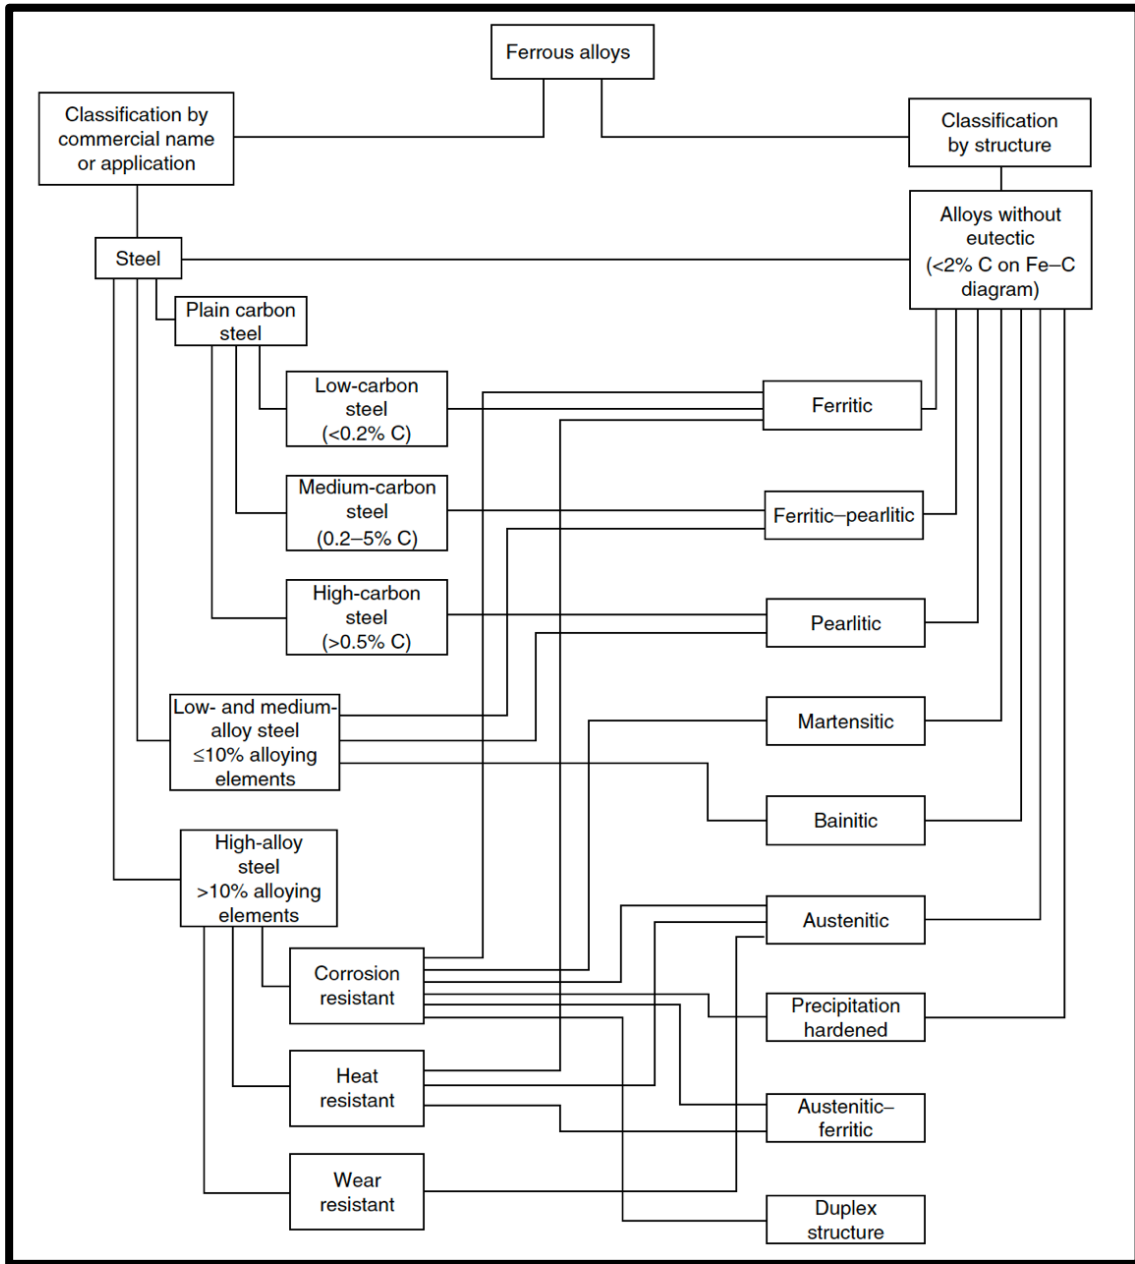 Ferrous alloys
Classification by
commercial name
or application
Classification
by structure
Alloys without
eutectic
(<2% C on Fe–C
diagram)
Steel
Plain carbon
steel
Low-carbon
steel
(<0.2% C)
Ferritic
Medium-carbon
steel
(0.2–5% C)
Ferritic–pearlitic
High-carbon
steel
(>0.5% C)
Pearlitic
Low- and medium-
alloy steel
≤10% alloying
elements
Martensitic
Bainitic
High-alloy
steel
>10% alloying
elements
Austenitic
Corrosion
resistant
Precipitation
hardened
Heat
resistant
Austenitic–
ferritic
Wear
resistant
Duplex
structure